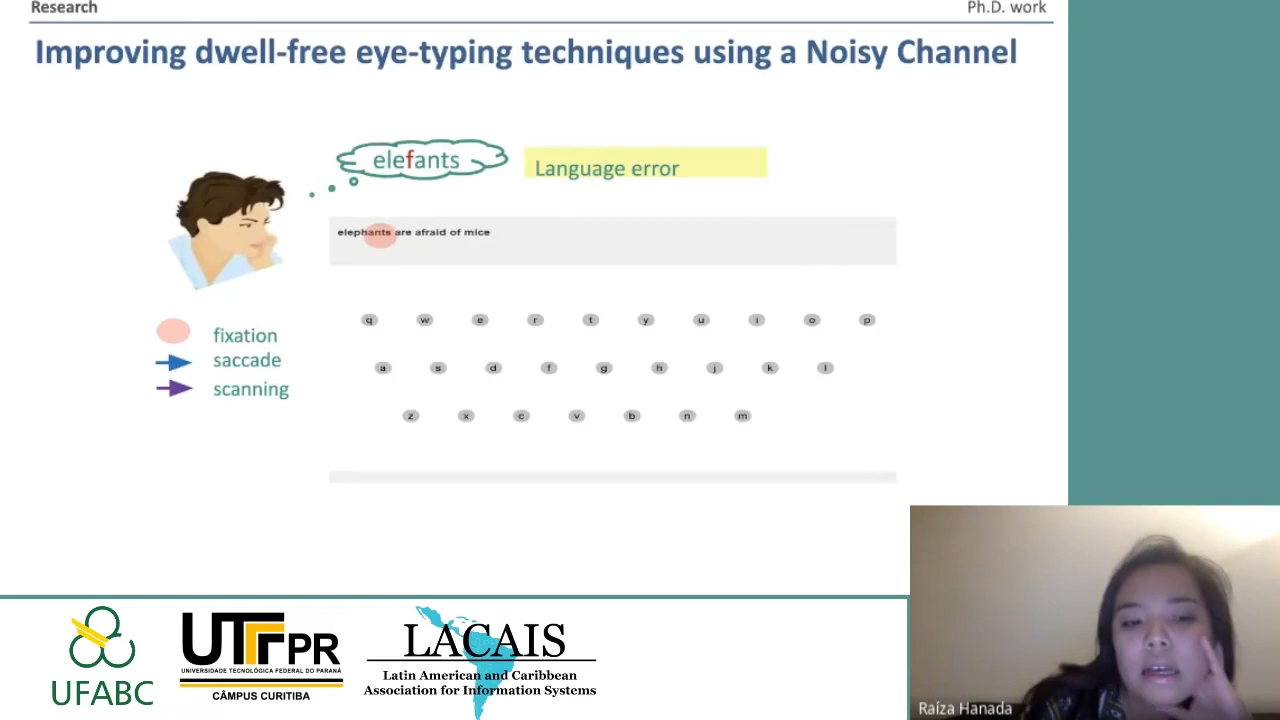 Research
Ph.D. work
Improving dwell-free eye-typing techniques using a Noisy Channel
elefants
Language error
elephants are afraid of mice
q w e r t y u i o p
a s d f g h j k l
z x c v b n m
fixation
saccade
scanning
UFABC
UTFPR
UNIVERSIDADE TECNOLÓGICA FEDERAL DO PARANÁ
CÂMPUS CURITIBA
LACAIS
Latin American and Caribbean
Association for Information Systems
Raíza Hanada